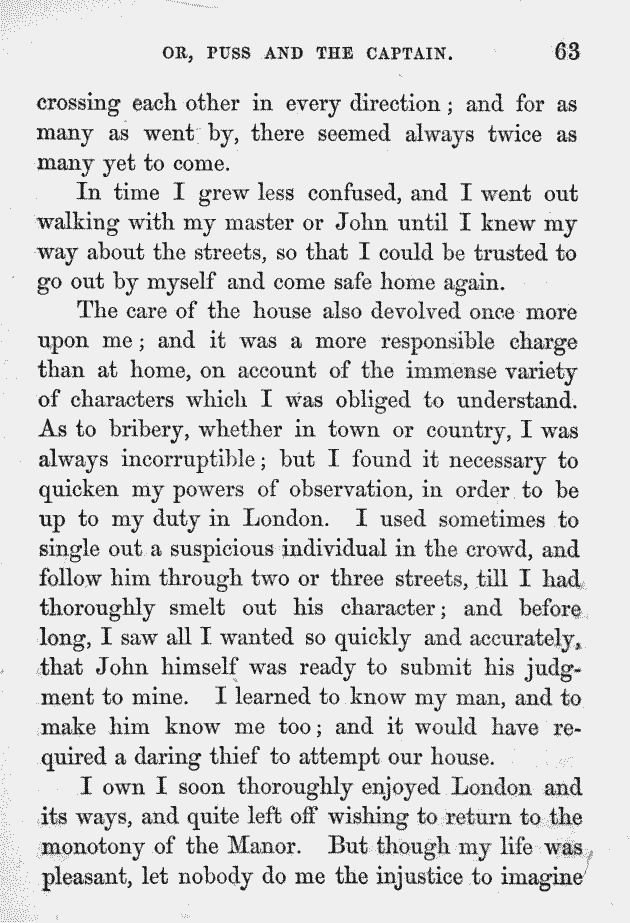 OR, PUSS AND THE CAPTAIN. 63
crossing each other in every direction ; and for as
many as went by, there seemed always twice as
many yet to come.
In time I grew less confused, and I went out
walking with my master or John until I knew my
way about the streets, so that I could be trusted to
go out by myself and come safe home again.
The care of the house also devolved once more
upon me ; and it was a more responsible charge
than at home, on account of the immense variety
of characters which I was obliged to understand.
As to bribery, whether in town or country, I was
always incorruptible ; but I found it necessary to
quicken my powers of observation, in order to be
up to my duty in London. I used sometimes to
single out a suspicious individual in the crowd, and
follow him through two or three streets, till I had
thoroughly smelt out his character ; and before
long, I saw all I wanted so quickly and accurately,
that John himself was ready to submit his judg-
ment to mine. I learned to know my man, and to
make him know me too ; and it would have re-
quired a daring thief to attempt our house.
I own I soon thoroughly enjoyed London and
its ways, and quite left off wishing to return to the
monotony of the Manor. But though my life was
pleasant, let nobody do me the injustice to imagine